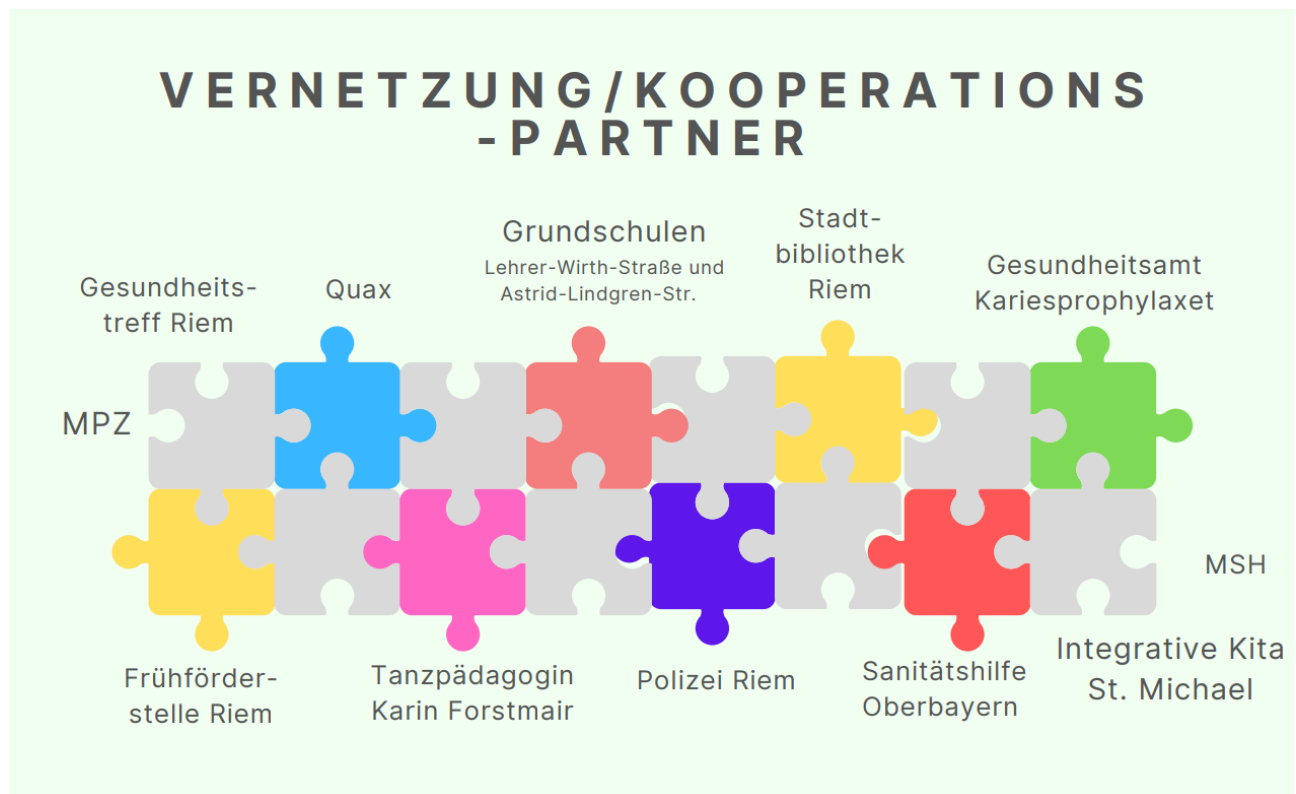 VERNETZUNG/KOOPERATIONS
-PARTNER
Gesundheits-
treff Riem
Quax
Grundschulen
Lehrer-Wirth-Straße und
Astrid-Lindgren-Str.
Stadt-
bibliothek
Riem
Gesundheitsamt
Kariesprophylaxet
MPZ
MSH
Frühförder-
stelle Riem
Tanzpädagogin
Karin Forstmair
Polizei Riem
Sanitätshilfe
Oberbayern
Integrative Kita
St. Michael